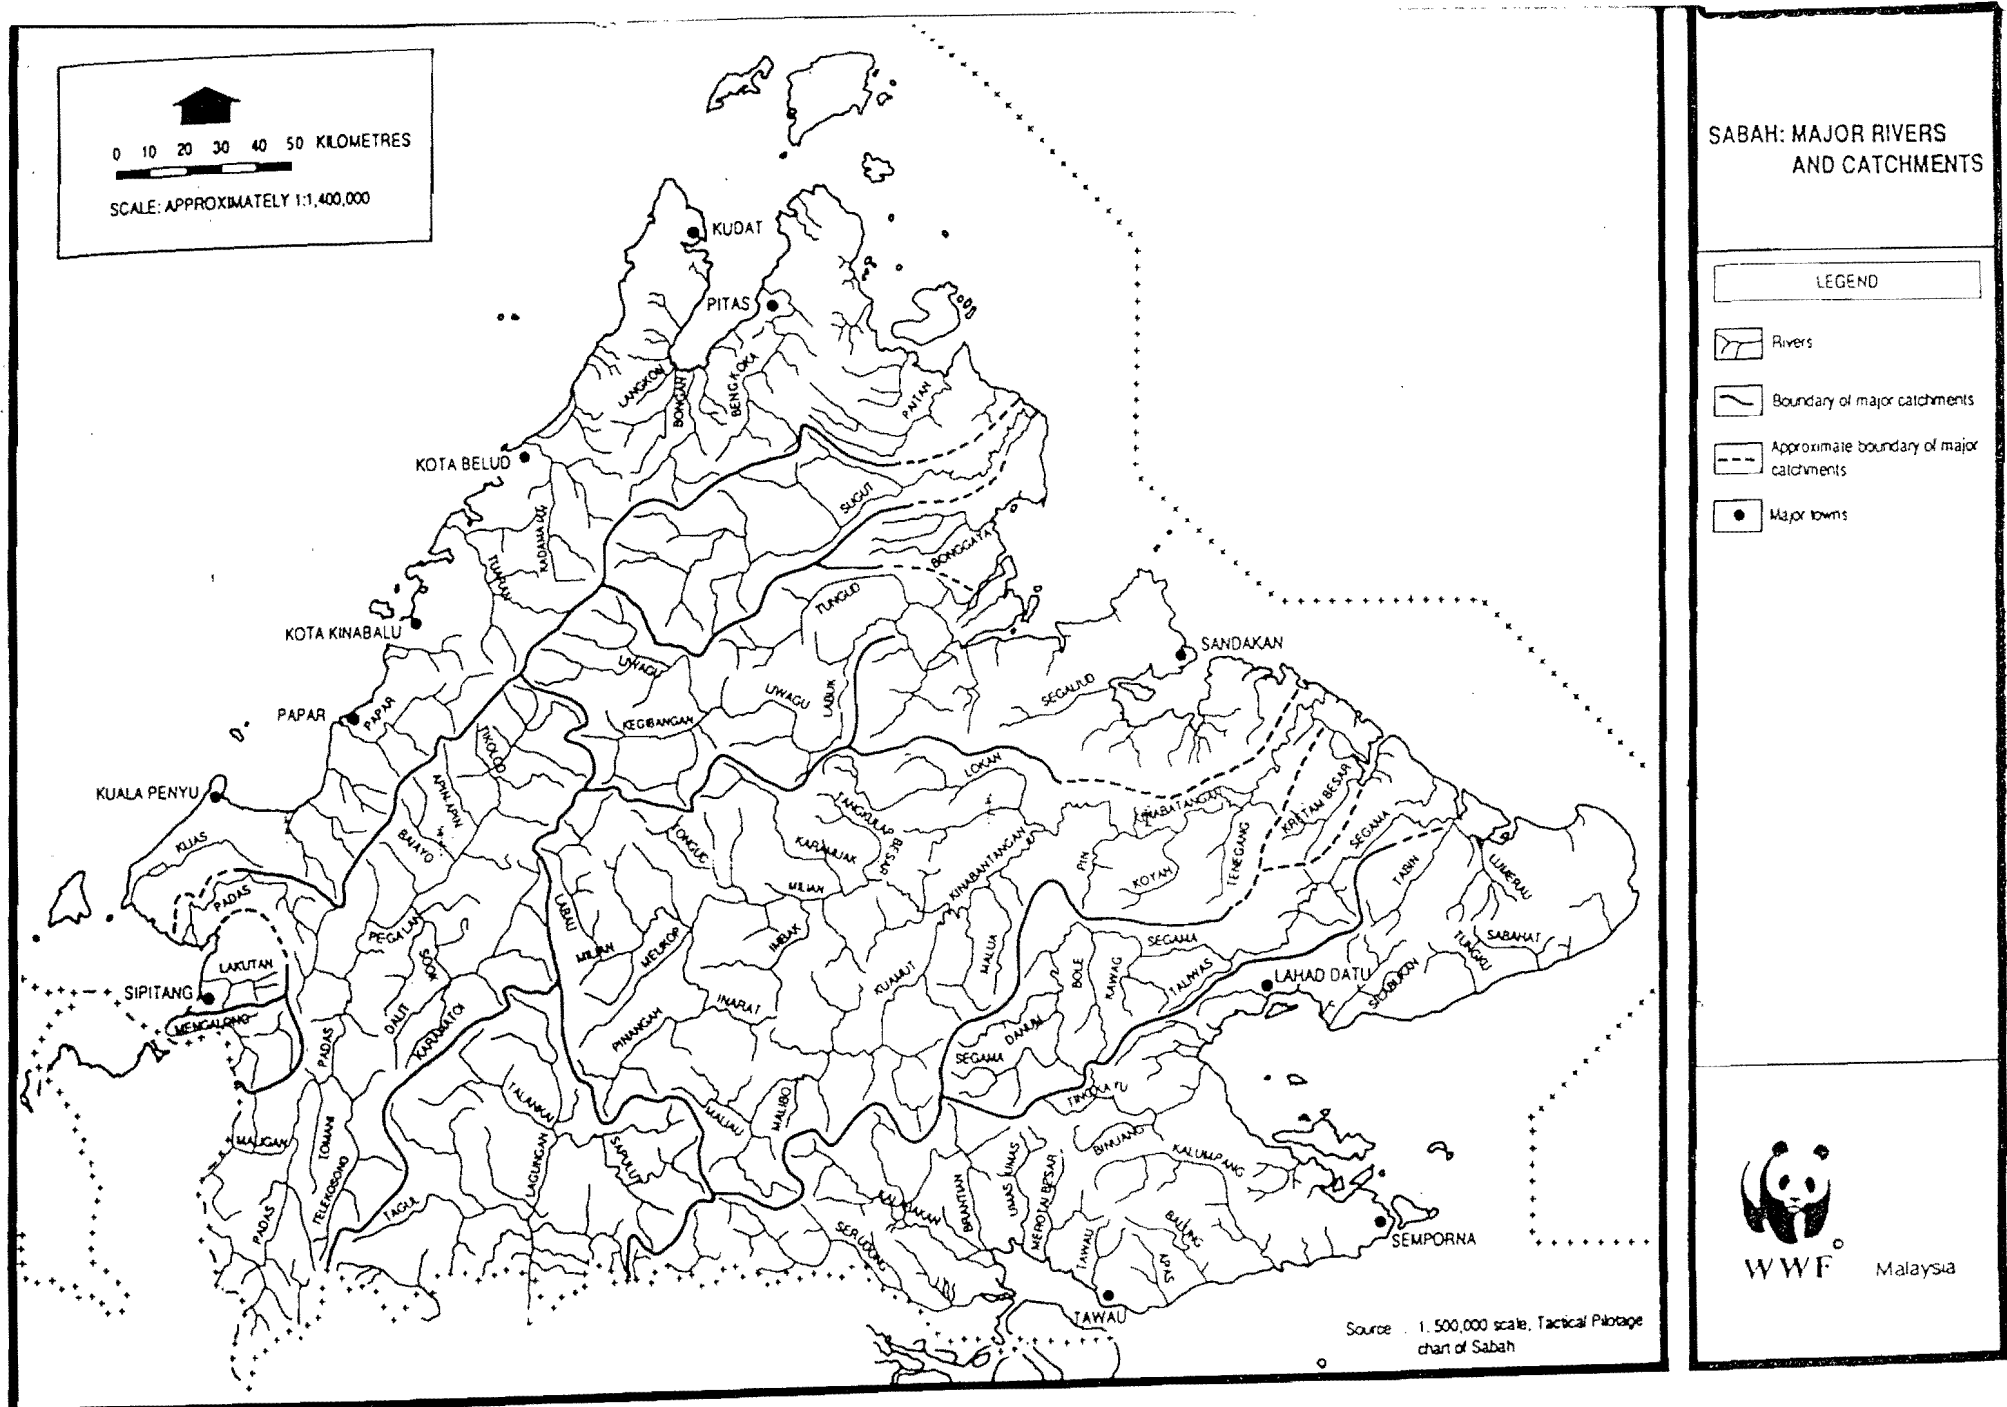 0 10 20 30 40 50 KILOMETRES
SCALE: APPROXIMATELY 1:1,400,000
KUDAT
PITAS
LANGKON
BONGAN
BENGKOKA
PAITAN
KOTA BELUD
SUGUT
TUARAN
BONGGAYA
TUNGUD
KOTA KINABALU
SANDAKAN
UWAGU
UWAGU
LABUK
SEGALIUD
PAPAR
PAPAR
KEGIBANGAN
TIKOLOD
LOKAN
KUALA PENYU
APIN-APIN
TANGKULAP BESAR
KINABATANGAN
KRETAM BESAR
KLIAS
BAIAYO
TONGUG
KARAMUAK
SEGAMA
TENEGANG
PIN
KOYAH
TABIN
LUMERAU
PADAS
MILIAN
KINABANTANGAN
LABAU
PEGALAN
SOOK
MILIAN
MELIKOP
IMBAK
MALUA
SEGAMA
TUNGKU
SABAHAT
LAKUTAN
BOLE
KAWAG
TALIWAS
LAHAD DATU
SILABUKAN
SIPITANG
MENGALONG
DALIT
KARAMATOI
INARAT
KUAMUT
PINANGAH
PADAS
DANUM
SEGAMA
TALANKAI
MALIAU
MALIBO
TINGKAYU
MALIGAN
TOMANI
LAGUNGAN
SAPULUT
BINUANG
KALUMPANG
PADAS
TELEKOSONO
TAGUL
KALABAKAN
BRANTIAN
UMAS UMAS
MEROTAI BESAR
SERUDONG
TAWAU
BALUNG
APAS
SEMPORNA
TAWAU
Source : 1:500,000 scale, Tactical Pilotage
chart of Sabah
SABAH: MAJOR RIVERS
AND CATCHMENTS
LEGEND
Rivers
Boundary of major catchments
Approximate boundary of major
catchments
Major towns
WWF ©
Malaysia